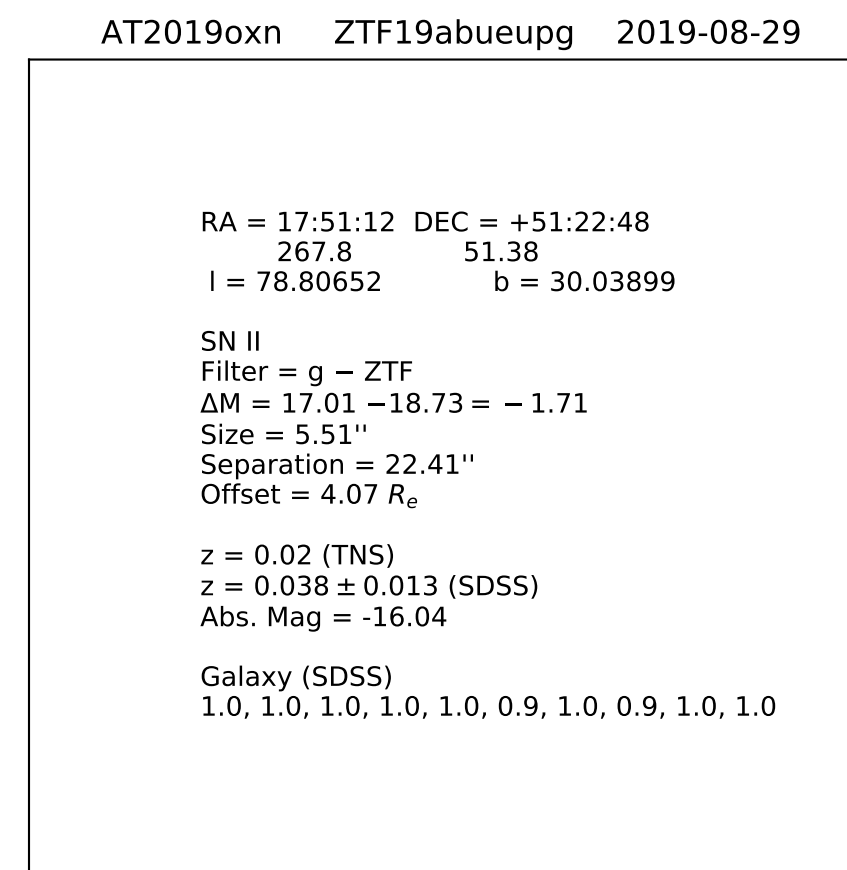 AT2019oxn ZTF19abueupg 2019-08-29
RA = 17:51:12 DEC = +51:22:48
267.8 51.38
l = 78.80652 b = 30.03899
SN II
Filter = g − ZTF
ΔM = 17.01 −18.73 = − 1.71
Size = 5.51''
Separation = 22.41''
Offset = 4.07 Rₑ
z = 0.02 (TNS)
z = 0.038 ± 0.013 (SDSS)
Abs. Mag = -16.04
Galaxy (SDSS)
1.0, 1.0, 1.0, 1.0, 1.0, 0.9, 1.0, 0.9, 1.0, 1.0